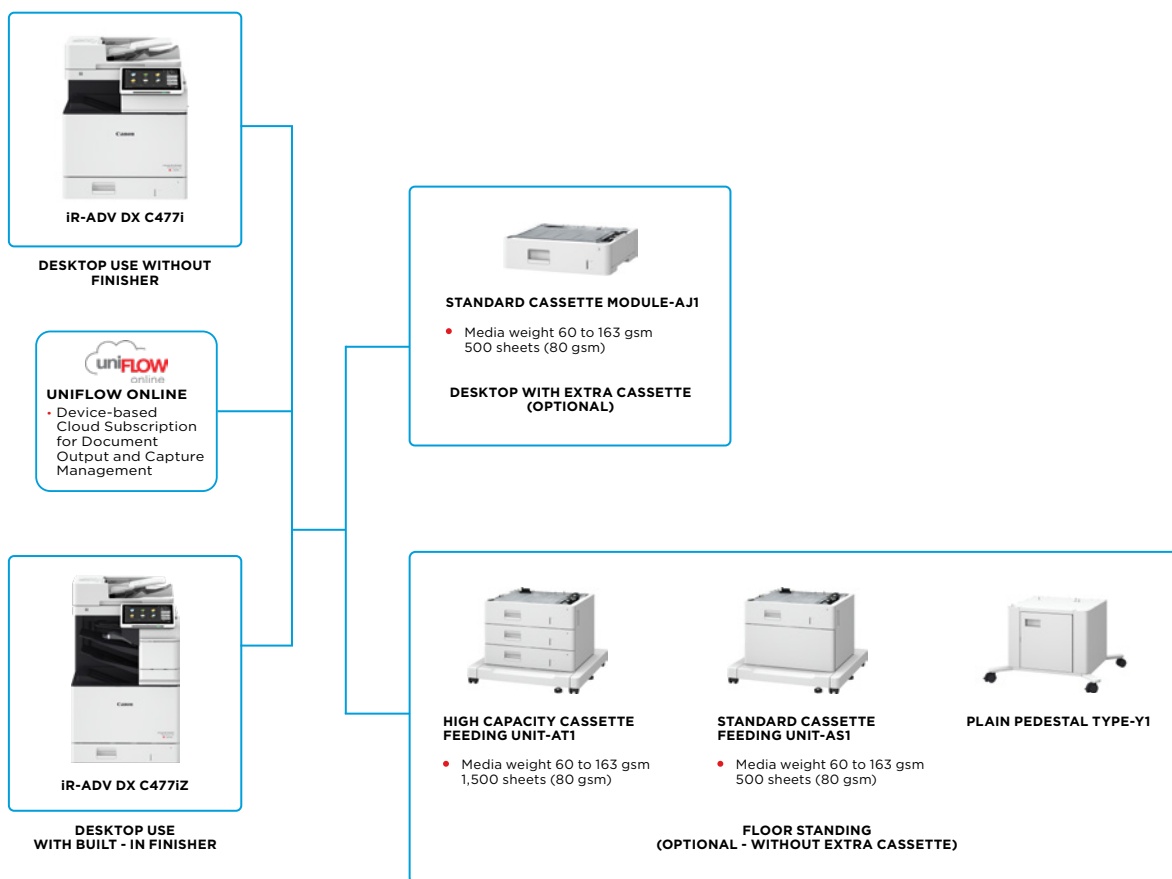 Canon
iR-ADV DX C477i
DESKTOP USE WITHOUT
FINISHER
uniFLOW
online
UNIFLOW ONLINE
• Device-based
Cloud Subscription
for Document
Output and Capture
Management
Canon
iR-ADV DX C477iZ
DESKTOP USE
WITH BUILT - IN FINISHER
STANDARD CASSETTE MODULE-AJ1
• Media weight 60 to 163 gsm
500 sheets (80 gsm)
DESKTOP WITH EXTRA CASSETTE
(OPTIONAL)
HIGH CAPACITY CASSETTE
FEEDING UNIT-AT1
• Media weight 60 to 163 gsm
1,500 sheets (80 gsm)
STANDARD CASSETTE
FEEDING UNIT-AS1
• Media weight 60 to 163 gsm
500 sheets (80 gsm)
PLAIN PEDESTAL TYPE-Y1
FLOOR STANDING
(OPTIONAL - WITHOUT EXTRA CASSETTE)